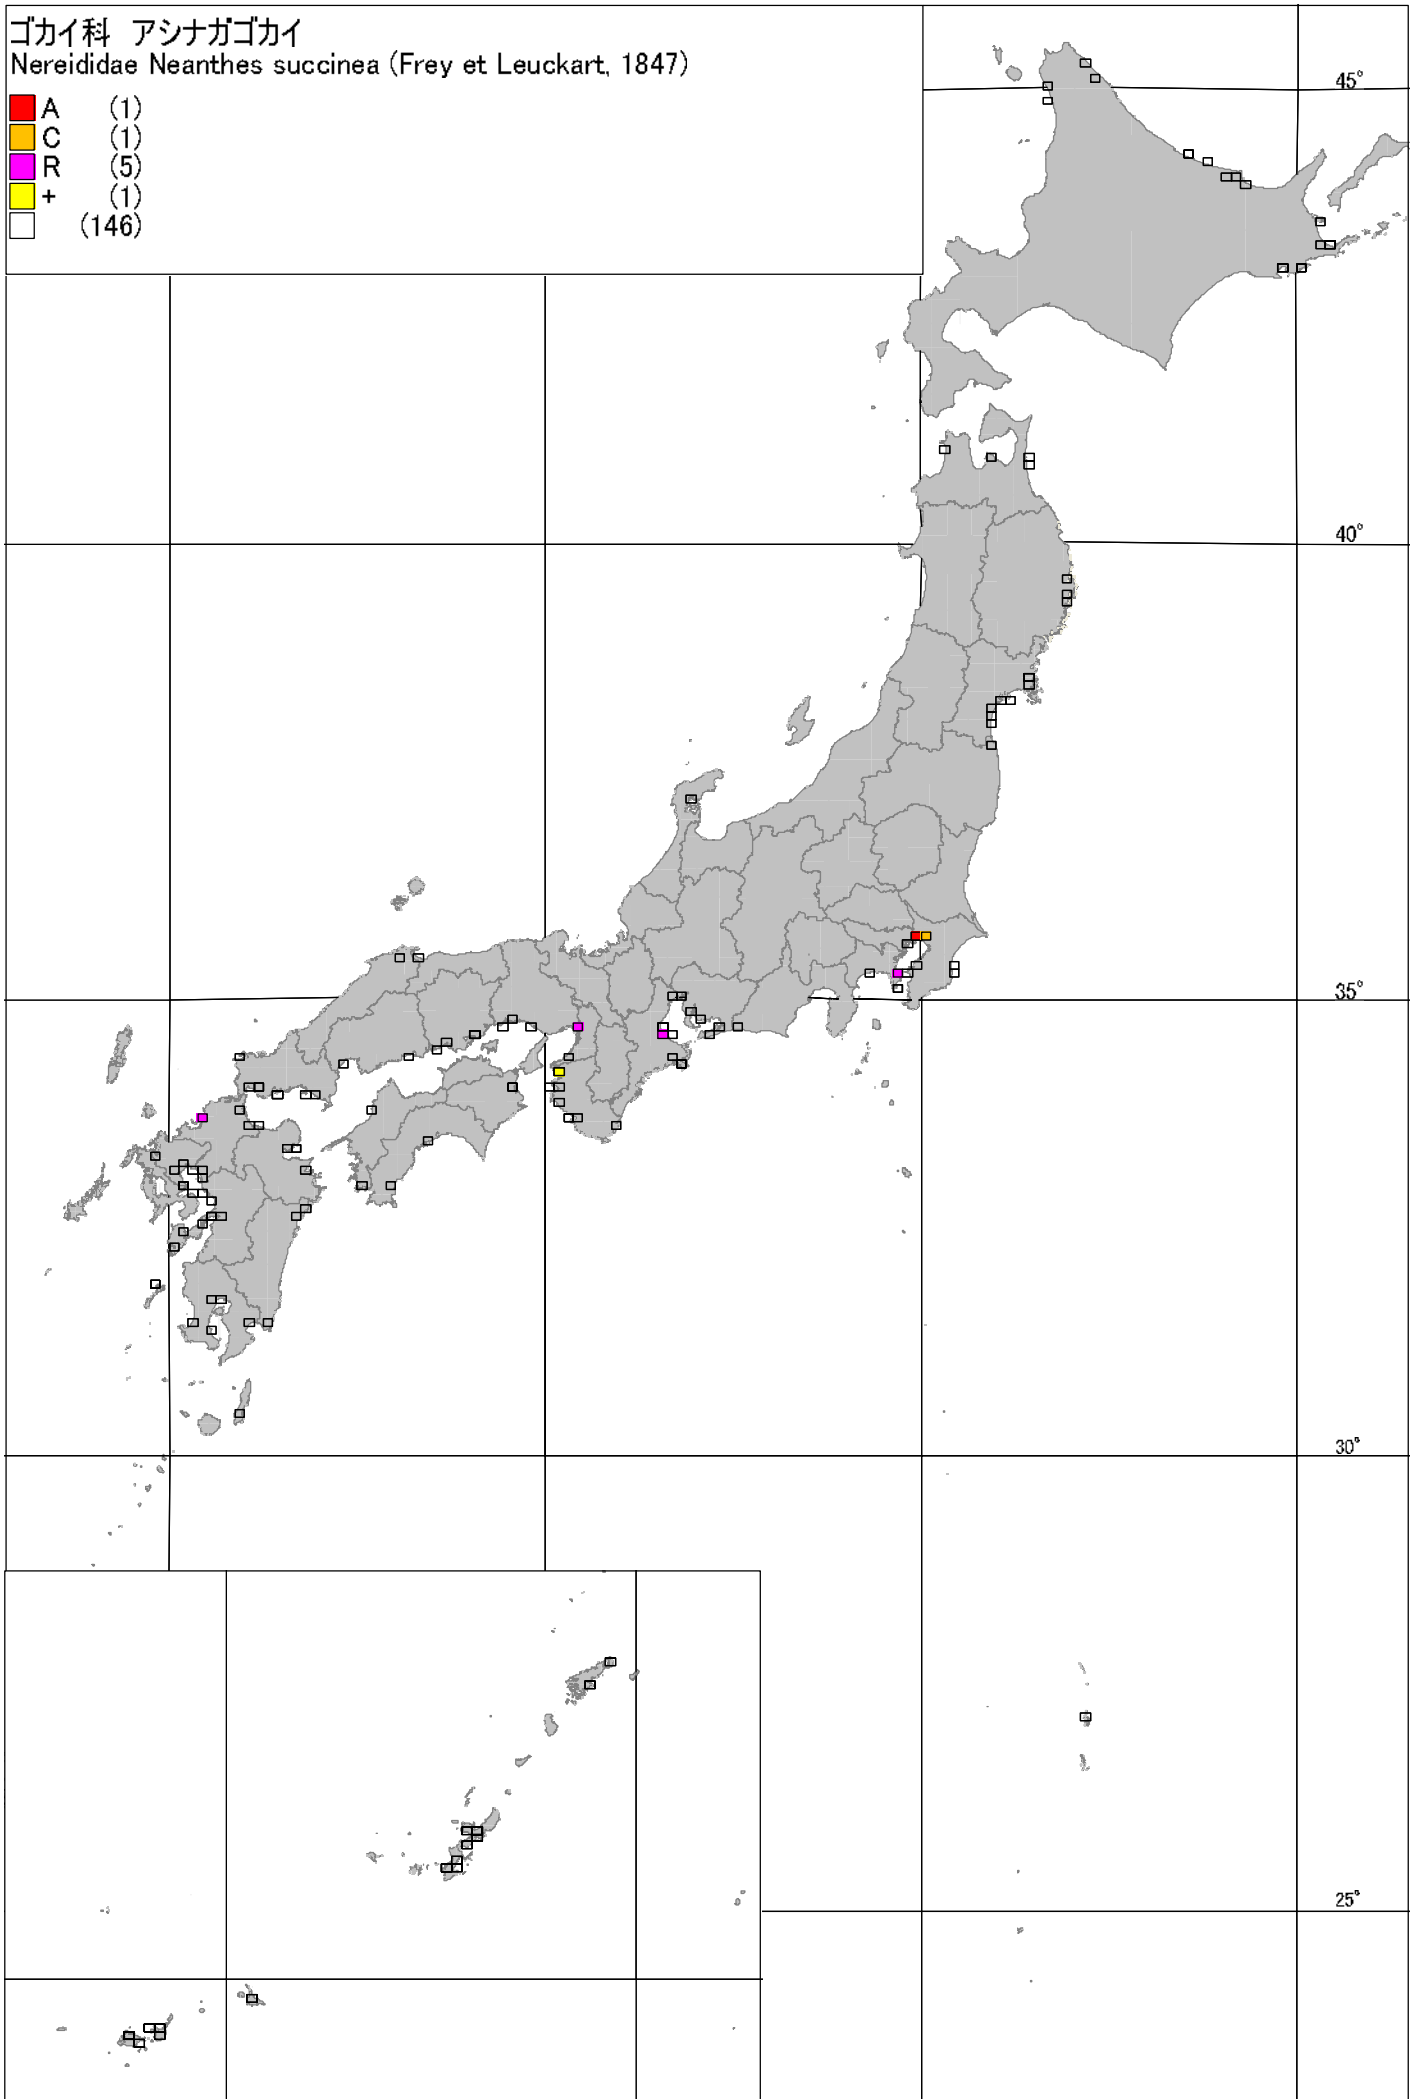 ゴカイ科 アシナガゴカイ
Nereididae Neanthes succinea (Frey et Leuckart, 1847)
A (1)
C (1)
R (5)
+ (1)
(146)
45°
40°
35°
30°
25°